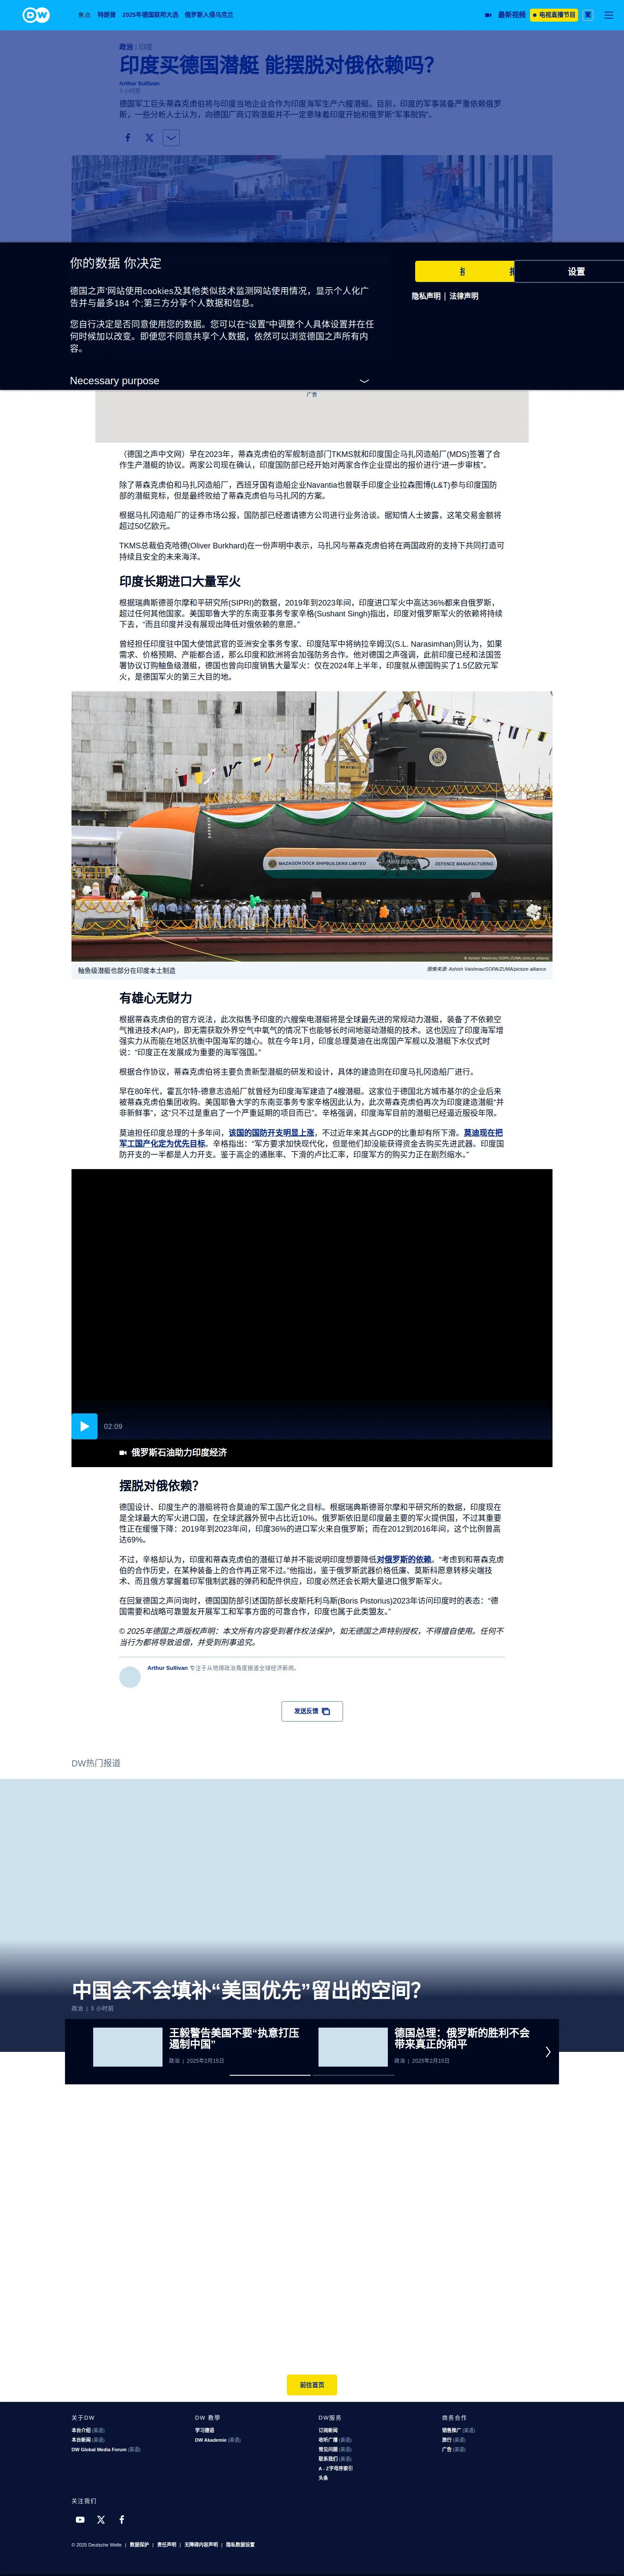 DW
焦点 特朗普 2025年德国联邦大选 俄罗斯入侵乌克兰
最新视频 电视直播节目
政治 | 印度
印度买德国潜艇 能摆脱对俄依赖吗？
Arthur Sullivan
3 小时前
德国军工巨头蒂森克虏伯将与印度当地企业合作为印度海军生产六艘潜艇。目前，印度的军事装备严重依赖俄罗
斯，一些分析人士认为，向德国厂商订购潜艇并不一定意味着印度开始和俄罗斯“军事脱钩”。
你的数据 你决定
德国之声'网站使用cookies及其他类似技术监测网站使用情况，显示个人化广
告并与最多184 个;第三方分享个人数据和信息。
您自行决定是否同意使用您的数据。您可以在“设置”中调整个人具体设置并在任
何时候加以改变。即便您不同意共享个人数据，依然可以浏览德国之声所有内
容。
Necessary purpose
设置
隐私声明 | 法律声明
广告
（德国之声中文网）早在2023年，蒂森克虏伯的军舰制造部门TKMS就和印度国企马扎冈造船厂(MDS)签署了合
作生产潜艇的协议。两家公司现在确认，印度国防部已经开始对两家合作企业提出的报价进行“进一步审核”。
除了蒂森克虏伯和马扎冈造船厂，西班牙国有造船企业Navantia也曾联手印度企业拉森图博(L&T)参与印度国防
部的潜艇竞标，但是最终败给了蒂森克虏伯与马扎冈的方案。
根据马扎冈造船厂的证券市场公报，国防部已经邀请德方公司进行业务洽谈。据知情人士披露，这笔交易金额将
超过50亿欧元。
TKMS总裁伯克哈德(Oliver Burkhard)在一份声明中表示，马扎冈与蒂森克虏伯将在两国政府的支持下共同打造可
持续且安全的未来海洋。
印度长期进口大量军火
根据瑞典斯德哥尔摩和平研究所(SIPRI)的数据，2019年到2023年间，印度进口军火中高达36%都来自俄罗斯，
超过任何其他国家。美国耶鲁大学的东南亚事务专家辛格(Sushant Singh)指出，印度对俄罗斯军火的依赖将持续
下去，“而且印度并没有展现出降低对俄依赖的意愿。”
曾经担任印度驻中国大使馆武官的亚洲安全事务专家、印度陆军中将纳拉辛姆汉(S.L. Narasimhan)则认为，如果
需求、价格预期、产能都合适，那么印度和欧洲将会加强防务合作。他对德国之声强调，此前印度已经和法国签
署协议订购鲉鱼级潜艇，德国也曾向印度销售大量军火：仅在2024年上半年，印度就从德国购买了1.5亿欧元军
火，是德国军火的第三大目的地。
MAZAGON DOCK SHIPBUILDERS LIMITED
MAKE IN INDIA
DEFENCE MANUFACTURING
© Ashish Vaishnav/SOPA/ZUMA/picture alliance
鲉鱼级潜艇也部分在印度本土制造
图像来源: Ashish Vaishnav/SOPA/ZUMA/picture alliance
有雄心无财力
根据蒂森克虏伯的官方说法，此次拟售予印度的六艘柴电潜艇将是全球最先进的常规动力潜艇，装备了不依赖空
气推进技术(AIP)，即无需获取外界空气中氧气的情况下也能够长时间地驱动潜艇的技术。这也因应了印度海军增
强实力从而能在地区抗衡中国海军的雄心。就在今年1月，印度总理莫迪在出席国产军舰以及潜艇下水仪式时
说：“印度正在发展成为重要的海军强国。”
根据合作协议，蒂森克虏伯将主要负责新型潜艇的研发和设计，具体的建造则在印度马扎冈造船厂进行。
早在80年代，霍瓦尔特-德意志造船厂就曾经为印度海军建造了4艘潜艇。这家位于德国北方城市基尔的企业后来
被蒂森克虏伯集团收购。美国耶鲁大学的东南亚事务专家辛格因此认为，此次蒂森克虏伯再次为印度建造潜艇“并
非新鲜事”，这“只不过是重启了一个严重延期的项目而已”。辛格强调，印度海军目前的潜艇已经逼近服役年限。
莫迪担任印度总理的十多年间，该国的国防开支明显上涨，不过近年来其占GDP的比重却有所下滑。莫迪现在把
军工国产化定为优先目标。辛格指出：“军方要求加快现代化，但是他们却没能获得资金去购买先进武器。印度国
防开支的一半都是人力开支。鉴于高企的通胀率、下滑的卢比汇率，印度军方的购买力正在剧烈缩水。”
02:09
俄罗斯石油助力印度经济
摆脱对俄依赖？
德国设计、印度生产的潜艇将符合莫迪的军工国产化之目标。根据瑞典斯德哥尔摩和平研究所的数据，印度现在
是全球最大的军火进口国，在全球武器外贸中占比近10%。俄罗斯依旧是印度最主要的军火提供国，不过其重要
性正在缓慢下降：2019年到2023年间，印度36%的进口军火来自俄罗斯；而在2012到2016年间，这个比例曾高
达69%。
不过，辛格却认为，印度和蒂森克虏伯的潜艇订单并不能说明印度想要降低对俄罗斯的依赖。“考虑到和蒂森克虏
伯的合作历史，在某种装备上的合作再正常不过。”他指出，鉴于俄罗斯武器价格低廉、莫斯科愿意转移尖端技
术、而且俄方掌握着印军俄制武器的弹药和配件供应，印度必然还会长期大量进口俄罗斯军火。
在回复德国之声问询时，德国国防部引述国防部长皮斯托利乌斯(Boris Pistorius)2023年访问印度时的表态：“德
国需要和战略可靠盟友开展军工和军事方面的可靠合作，印度也属于此类盟友。”
© 2025年德国之声版权声明：本文所有内容受到著作权法保护，如无德国之声特别授权，不得擅自使用。任何不
当行为都将导致追偿，并受到刑事追究。
Arthur Sullivan 专注于从地缘政治角度报道全球经济新闻。
发送反馈
DW热门报道
中国会不会填补“美国优先”留出的空间？
政治 | 3 小时前
王毅警告美国不要“执意打压
遏制中国”
政治 | 2025年2月15日
德国总理：俄罗斯的胜利不会
带来真正的和平
政治 | 2025年2月15日
前往首页
关于DW
本台介绍 (英语)
本台新闻 (英语)
DW Global Media Forum (英语)
DW 教学
学习德语
DW Akademie (英语)
DW服务
订阅新闻
收听广播 (英语)
常见问题 (英语)
联系我们 (英语)
A - Z字母序索引
头条
商务合作
销售推广 (英语)
旅行 (英语)
广告 (英语)
关注我们
© 2025 Deutsche Welle | 数据保护 | 责任声明 | 无障碍内容声明 | 隐私数据设置